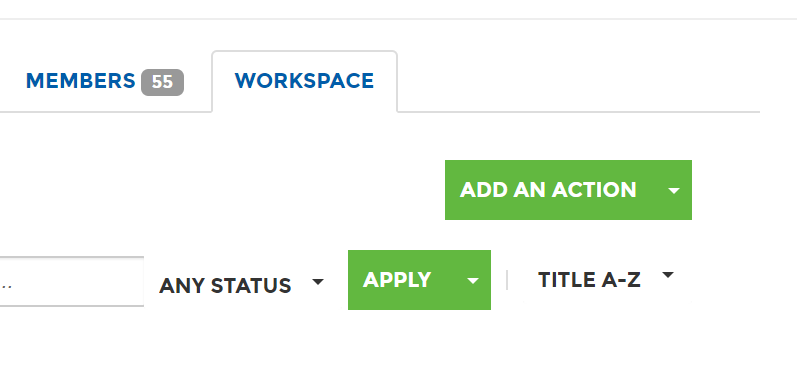 MEMBERS 55 WORKSPACE
ADD AN ACTION
.. ANY STATUS APPLY TITLE A-Z